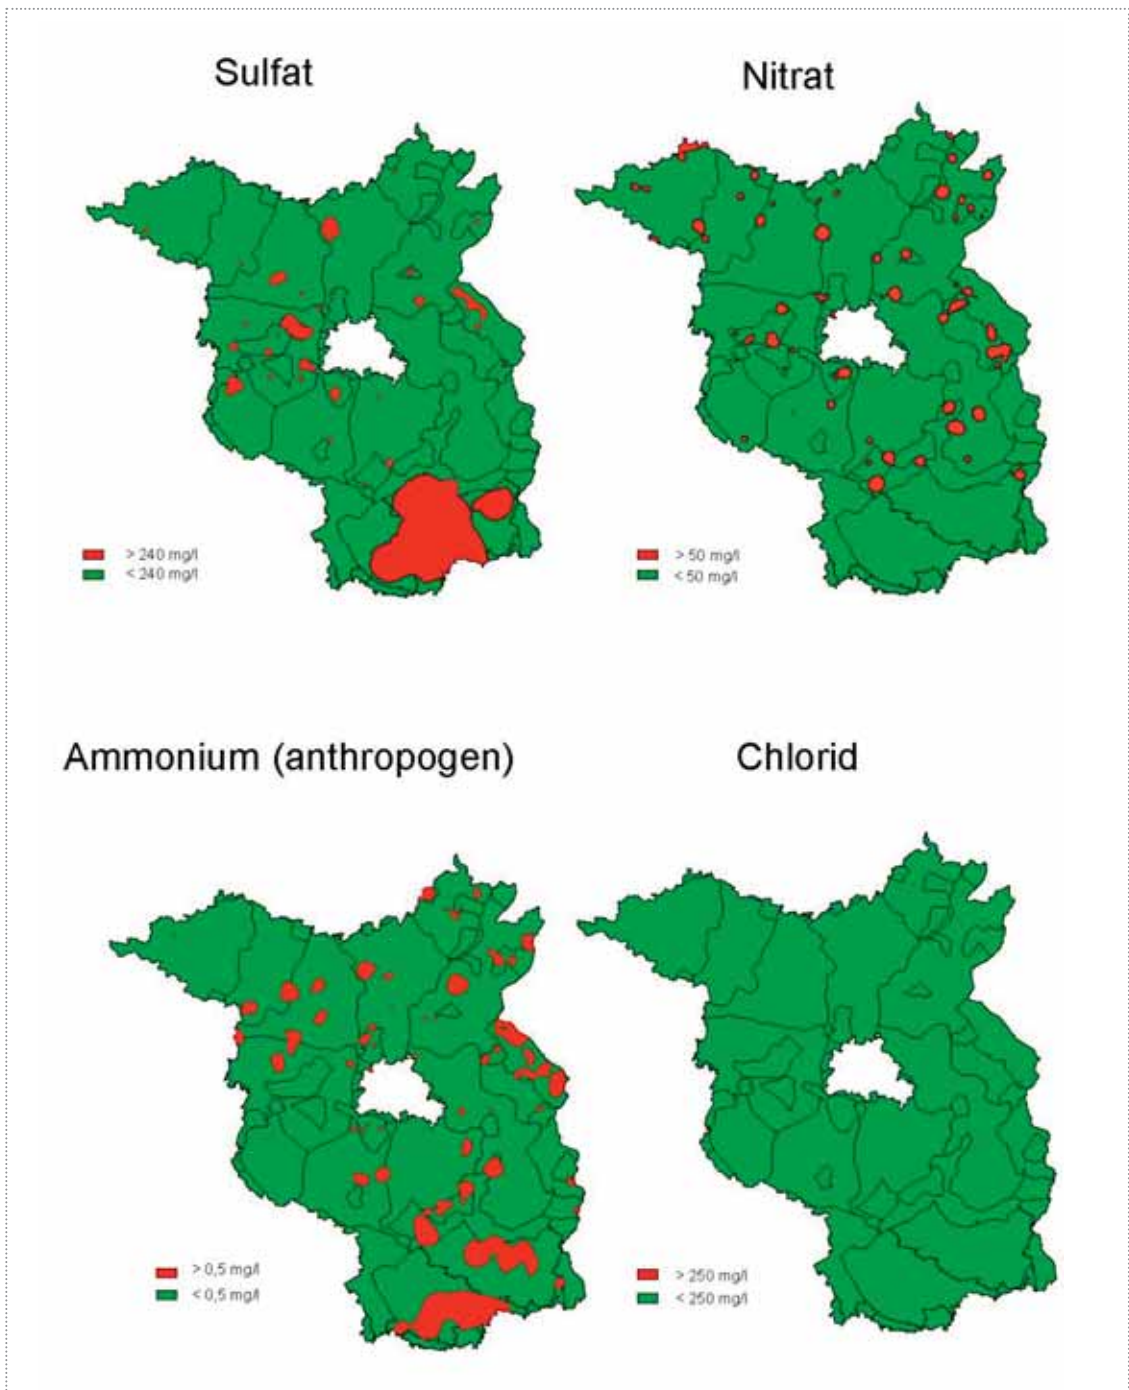 Sulfat
Nitrat
> 240 mg/l
< 240 mg/l
> 50 mg/l
< 50 mg/l
Ammonium (anthropogen)
Chlorid
> 0,5 mg/l
< 0,5 mg/l
> 250 mg/l
< 250 mg/l